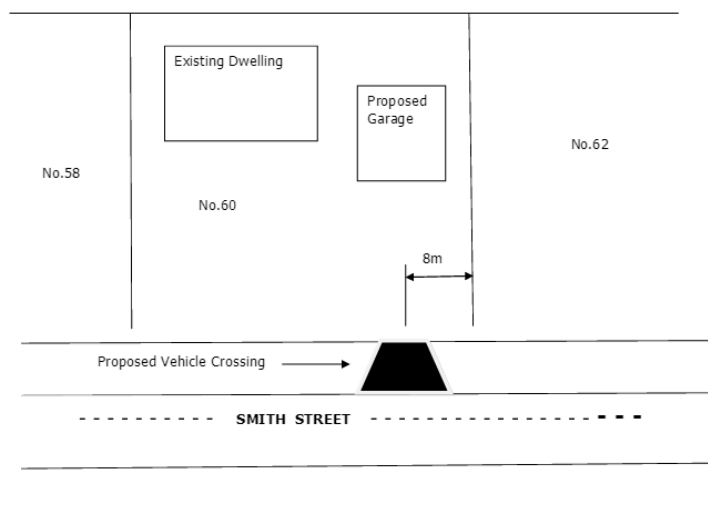 Existing Dwelling
Proposed
Garage
No.58
No.60
No.62
8m
Proposed Vehicle Crossing
SMITH STREET